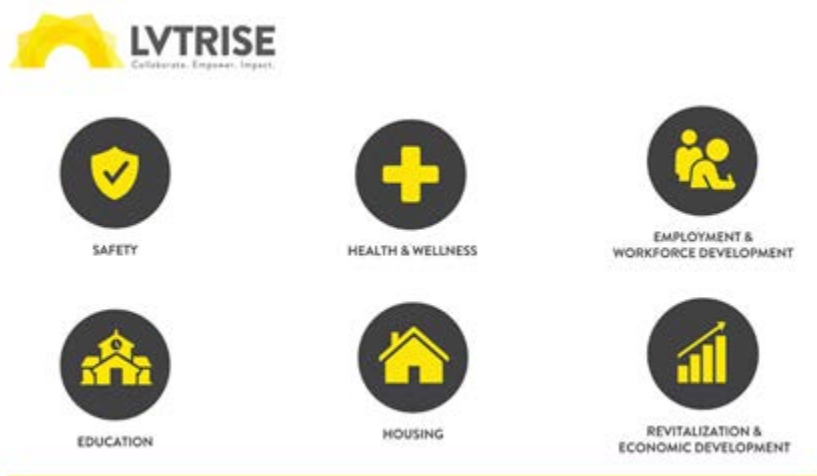 LVTRISE
Collaborate. Empower. Impact.
SAFETY
HEALTH & WELLNESS
EMPLOYMENT &
WORKFORCE DEVELOPMENT
EDUCATION
HOUSING
REVITALIZATION &
ECONOMIC DEVELOPMENT